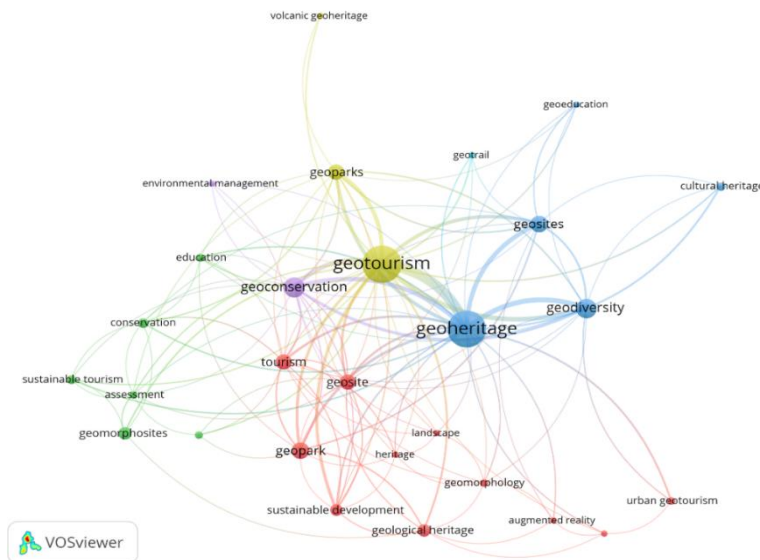 volcanic geoheritage
geoeducation
geotrail
geoparks
environmental management
cultural heritage
geosites
education
geotourism
geoconservation
geodiversity
conservation
geoheritage
tourism
sustainable tourism
geosite
assessment
geomorphosites
landscape
geopark
heritage
geomorphology
urban geotourism
sustainable development
augmented reality
geological heritage
VOSviewer